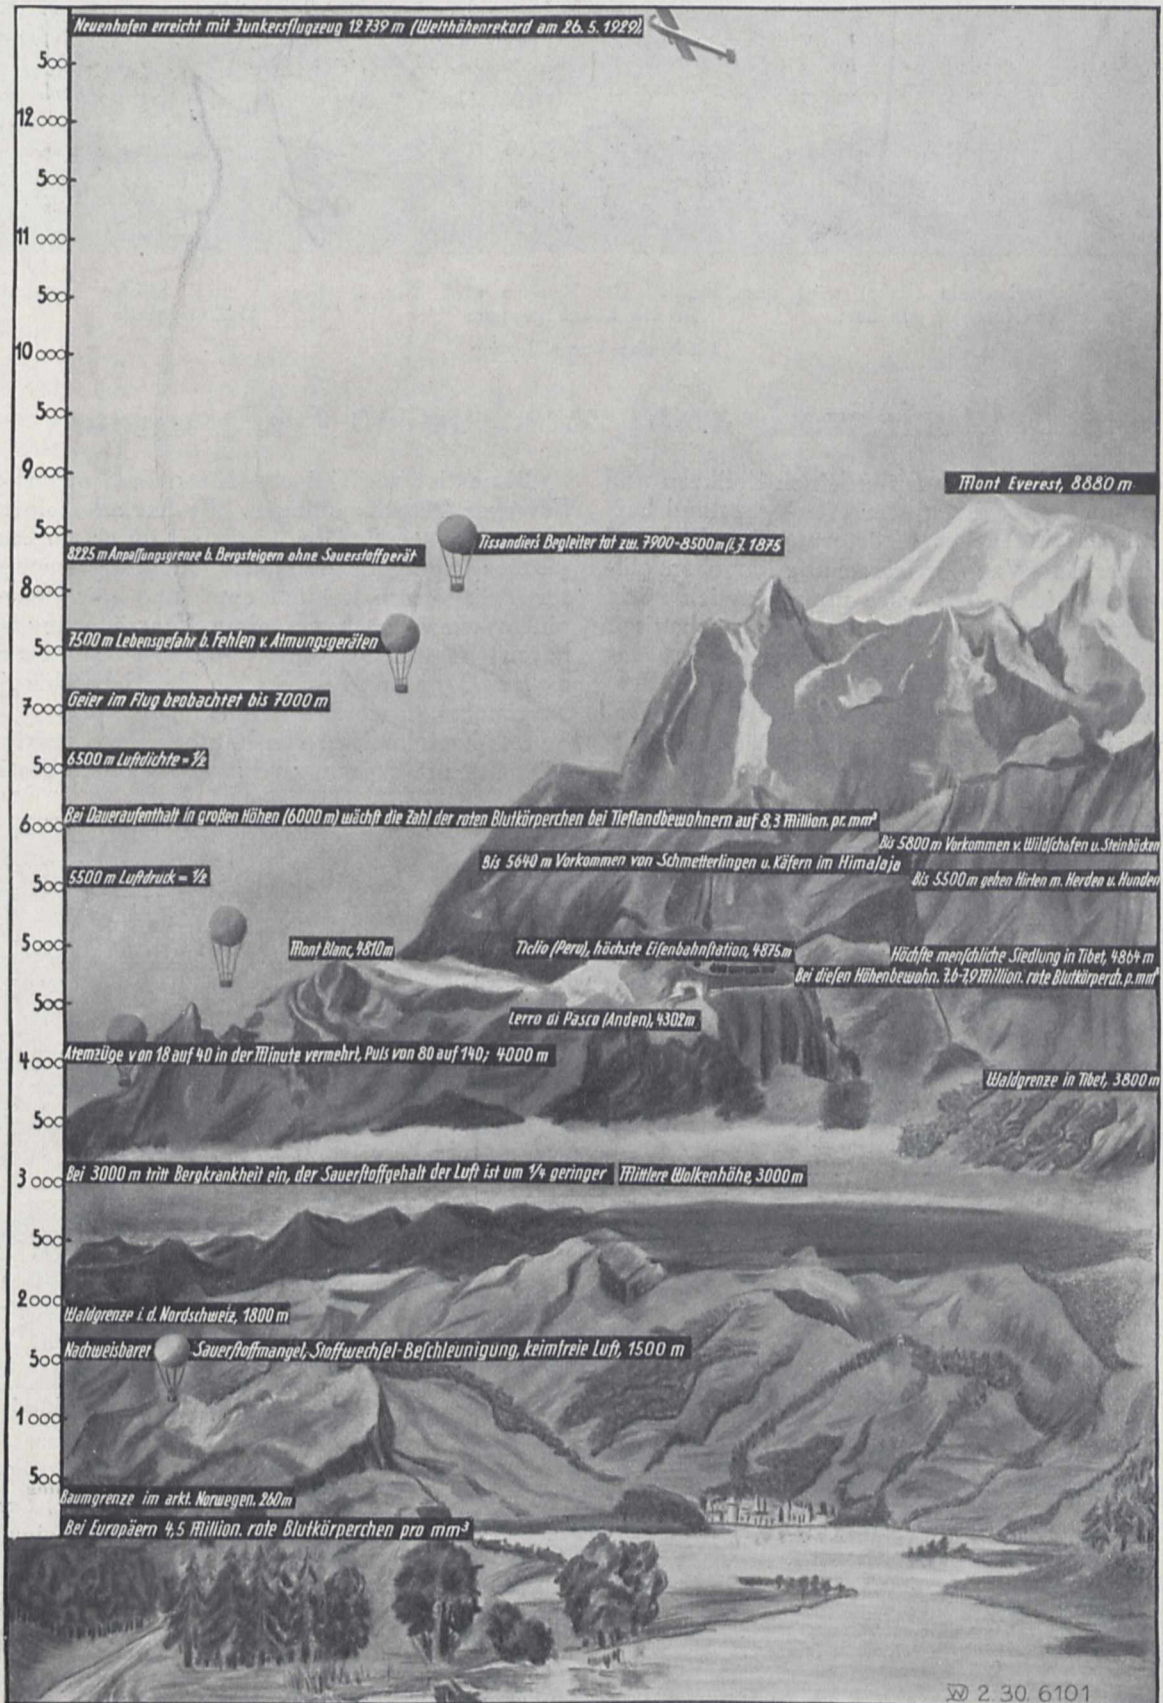 Neuenhofen erreicht mit Junkersflugzeug 12739 m (Welthöhenrekord am 26.5.1929).
500
12 000
500
11 000
500
10 000
500
9000
Mont Everest, 8880 m
500
Tissandiers Begleiter tot zw. 7900-8500m i. J. 1875
8225 m Anpaſſungsgrenze b. Bergsteigern ohne Sauerstoffgerät
8000
7500 m Lebensgefahr b. Fehlen v. Atmungsgeräten
500
Geier im Flug beobachtet bis 7000 m
7000
6500 m Luftdichte = 1/2
500
Bei Daueraufenthalt in großen Höhen (6000 m) wächſt die Zahl der roten Blutkörperchen bei Tieflandbewohnern auf 8,3 Million. pr. mm³
6000
Bis 5800 m Vorkommen v. Wildſchafen u. Steinböcken
Bis 5640 m Vorkommen von Schmetterlingen u. Käfern im Himalaja
5500 m Luftdruck = 1/2
500
Bis 5500 m gehen Hirten m. Herden u. Hunden
5000
Mont Blanc, 4810 m
Ticlio (Peru), höchste Eiſenbahnſtation, 4875 m
Höchſte menſchliche Siedlung in Tibet, 4864 m
Bei dieſen Höhenbewohn. 7,6-7,9 Million. rote Blutkörperch. p. mm³
500
Cerro di Pasco (Anden), 4302 m
4000
Atemzüge von 18 auf 40 in der Minute vermehrt, Puls von 80 auf 140; 4000 m
Waldgrenze in Tibet, 3800 m
500
3000
Bei 3000 m tritt Bergkrankheit ein, der Sauerſtoffgehalt der Luft ist um 1/4 geringer
Mittlere Wolkenhöhe, 3000 m
500
2000
Waldgrenze i. d. Nordschweiz, 1800 m
500
Nachweisbarer Sauerſtoffmangel, Stoffwechſel-Beſchleunigung, keimfreie Luft, 1500 m
1000
500
Baumgrenze im arkt. Norwegen, 260 m
Bei Europäern 4,5 Million. rote Blutkörperchen pro mm³
2.30.6101